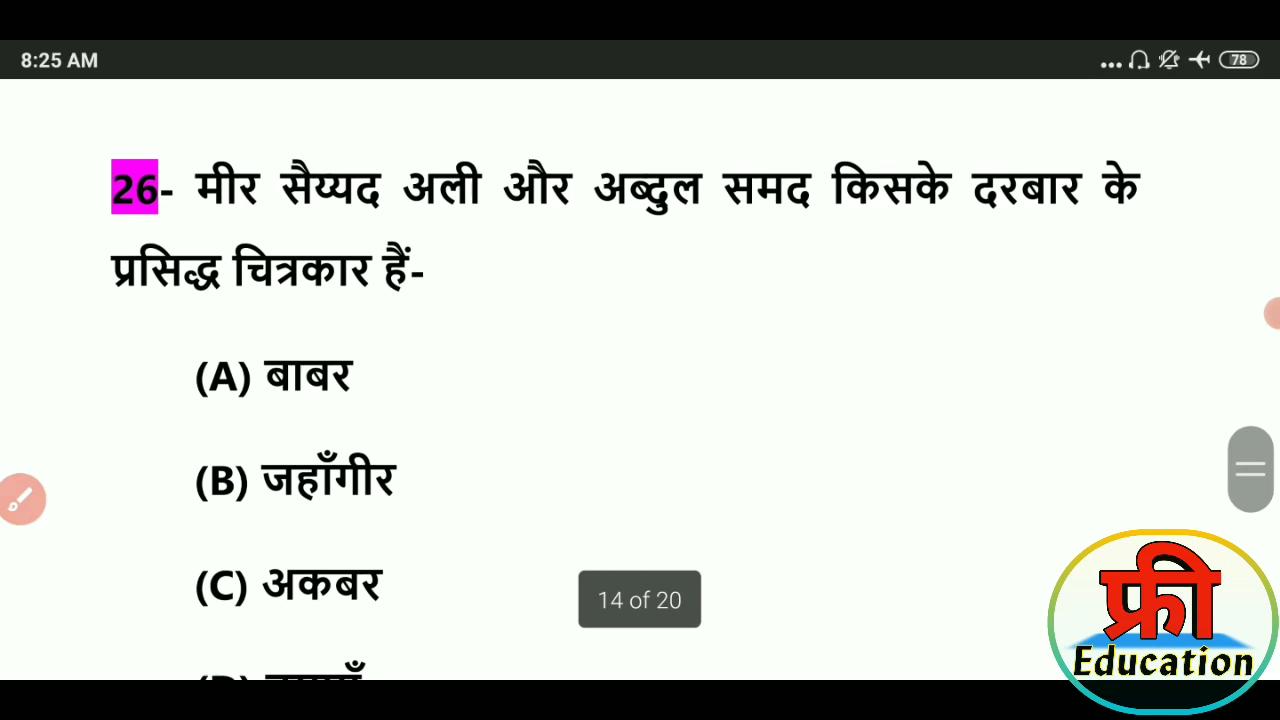 8:25 AM
78
26- मीर सैय्यद अली और अब्दुल समद किसके दरबार के
प्रसिद्ध चित्रकार हैं-
(A) बाबर
(B) जहाँगीर
(C) अकबर
14 of 20
फ्री
Education